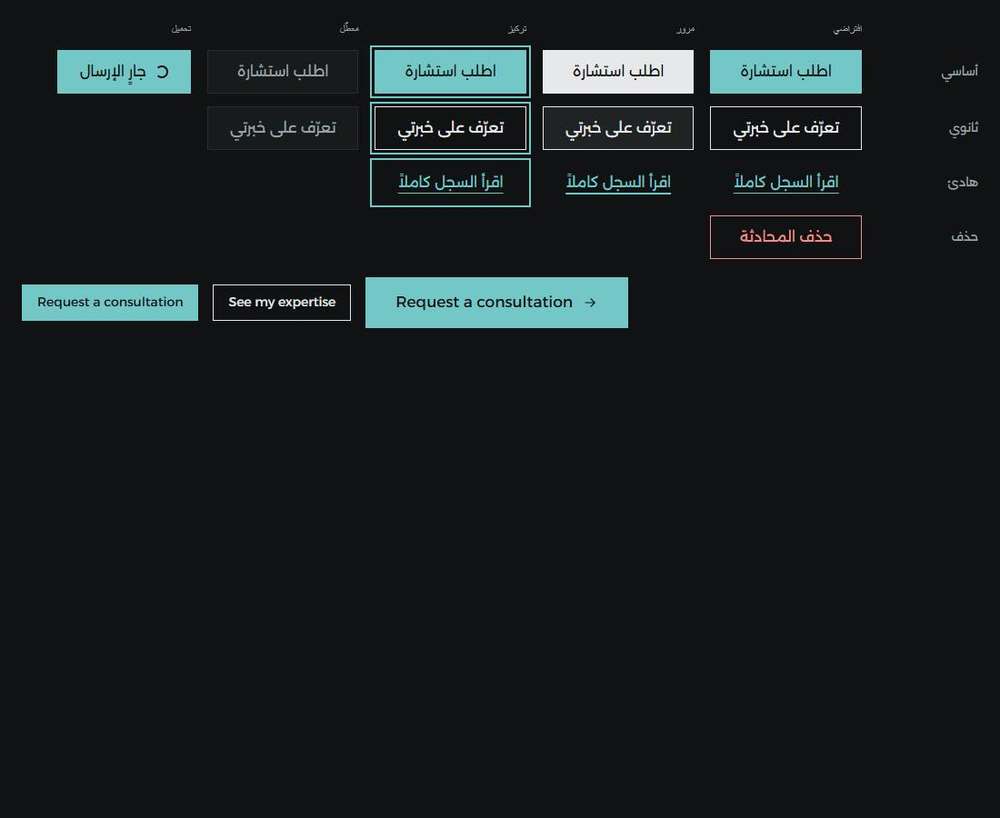 افتراضي مرور تركيز معطّل تحميل
أساسي اطلب استشارة اطلب استشارة اطلب استشارة اطلب استشارة جارٍ الإرسال
ثانوي تعرّف على خبرتي تعرّف على خبرتي تعرّف على خبرتي تعرّف على خبرتي
هادئ اقرأ السجل كاملاً اقرأ السجل كاملاً اقرأ السجل كاملاً
حذف حذف المحادثة
Request a consultation See my expertise Request a consultation →